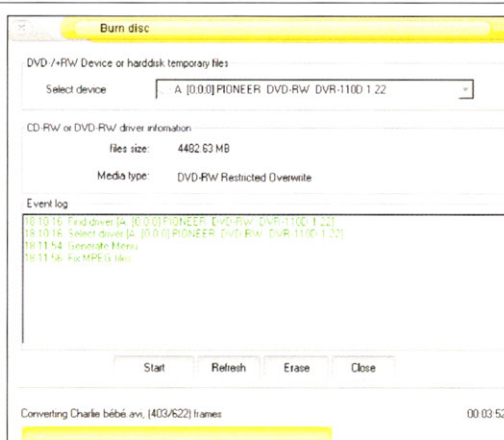 Burn disc
DVD-/+RW Device or harddisk temporary files
Select device A: [0:0:0] PIONEER DVD-RW DVR-110D 1.22
CD-RW or DVD-RW driver infomation
files size: 4482.63 MB
Media type: DVD-RW Restricted Overwrite
Event log
18:10:16 Find driver [A: [0:0:0] PIONEER DVD-RW DVR-110D 1.22]
18:10:16 Select driver [A: [0:0:0] PIONEER DVD-RW DVR-110D 1.22]
18:11:54 Generate Menu
18:11:56 Fix MPEG files
Start Refresh Erase Close
Converting Charlie bébé.avi, (403/622) frames 00:03:52